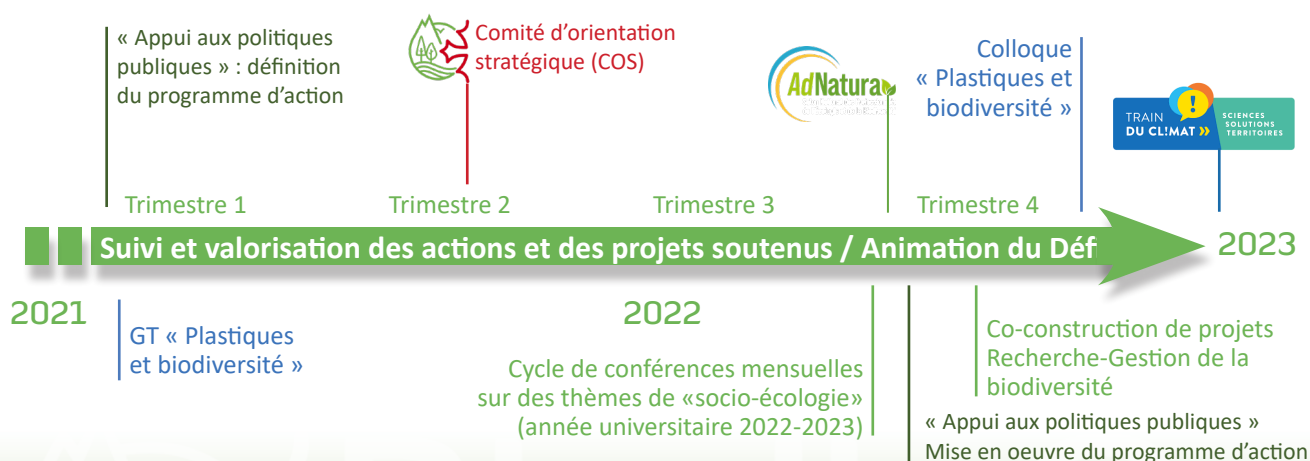 « Appui aux politiques
publiques » : définition
du programme d'action
Comité d'orientation
stratégique (COS)
AdNatura
Colloque
« Plastiques et
biodiversité »
TRAIN
DU CL!MAT »
SCIENCES
SOLUTIONS
TERRITOIRES
Trimestre 1
Trimestre 2
Trimestre 3
Trimestre 4
Suivi et valorisation des actions et des projets soutenus / Animation du Défi
2023
2021
2022
GT « Plastiques
et biodiversité »
Cycle de conférences mensuelles
sur des thèmes de «socio-écologie»
(année universitaire 2022-2023)
Co-construction de projets
Recherche-Gestion de la
biodiversité
« Appui aux politiques publiques »
Mise en oeuvre du programme d'action